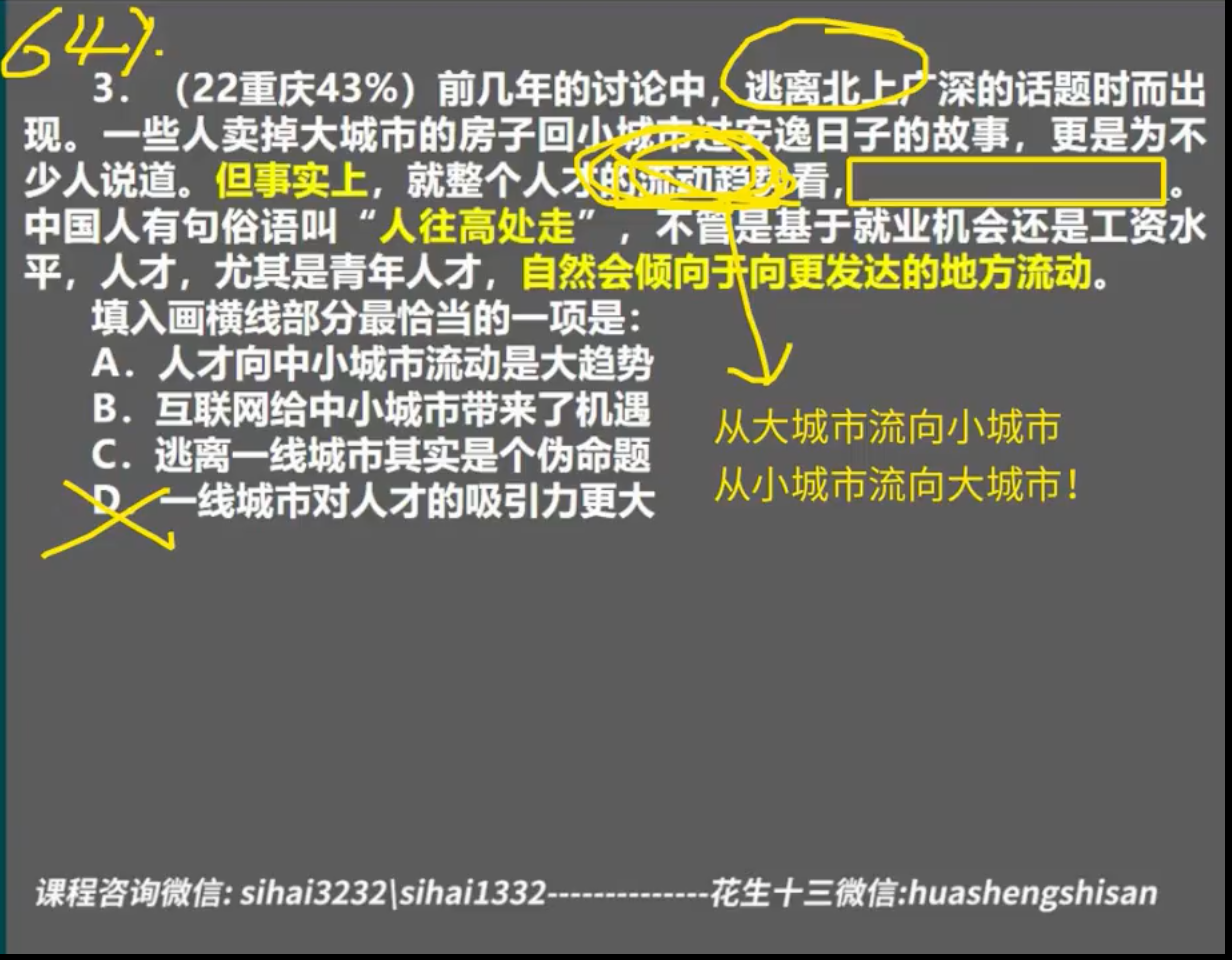 64%.
3.（22重庆43%）前几年的讨论中，逃离北上广深的话题时而出
现。一些人卖掉大城市的房子回小城市过安逸日子的故事，更是为不
少人说道。但事实上，就整个人才的流动趋势看，__________。
中国人有句俗语叫“人往高处走”，不管是基于就业机会还是工资水
平，人才，尤其是青年人才，自然会倾向于向更发达的地方流动。
填入画横线部分最恰当的一项是：
A．人才向中小城市流动是大趋势
B．互联网给中小城市带来了机遇
C．逃离一线城市其实是个伪命题
D．一线城市对人才的吸引力更大
从大城市流向小城市
从小城市流向大城市！
课程咨询微信: sihai3232\sihai1332--------------花生十三微信:huashengshisan